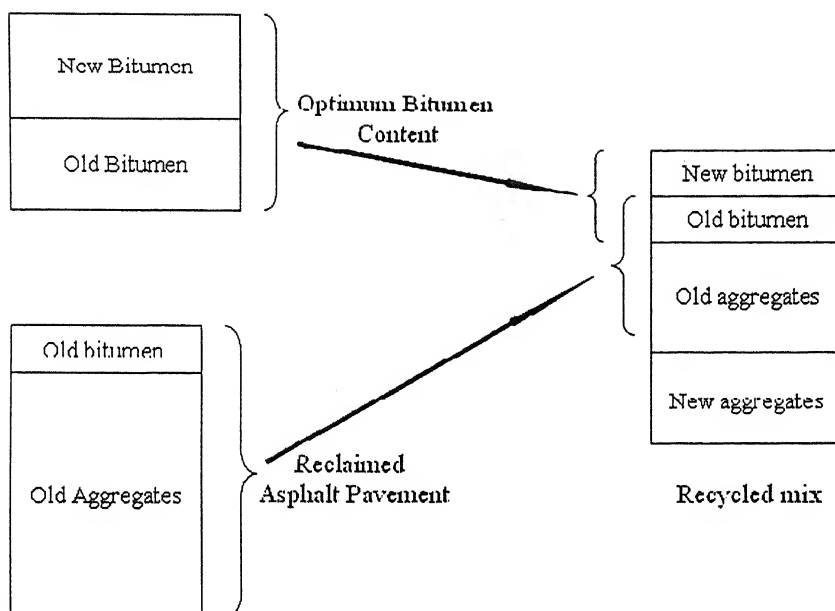 New Bitumen
Old Bitumen
Optimum Bitumen
Content
New bitumen
Old bitumen
Old aggregates
New aggregates
Recycled mix
Old bitumen
Old Aggregates
Reclaimed
Asphalt Pavement